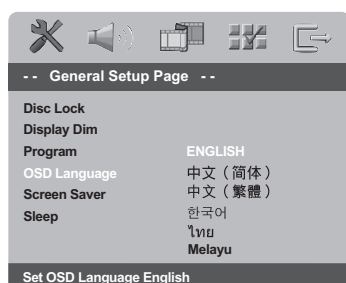 -- General Setup Page --
Disc Lock
Display Dim
Program ENGLISH
OSD Language 中文（简体）
Screen Saver 中文（繁體）
Sleep 한국어
ไทย
Melayu
Set OSD Language English